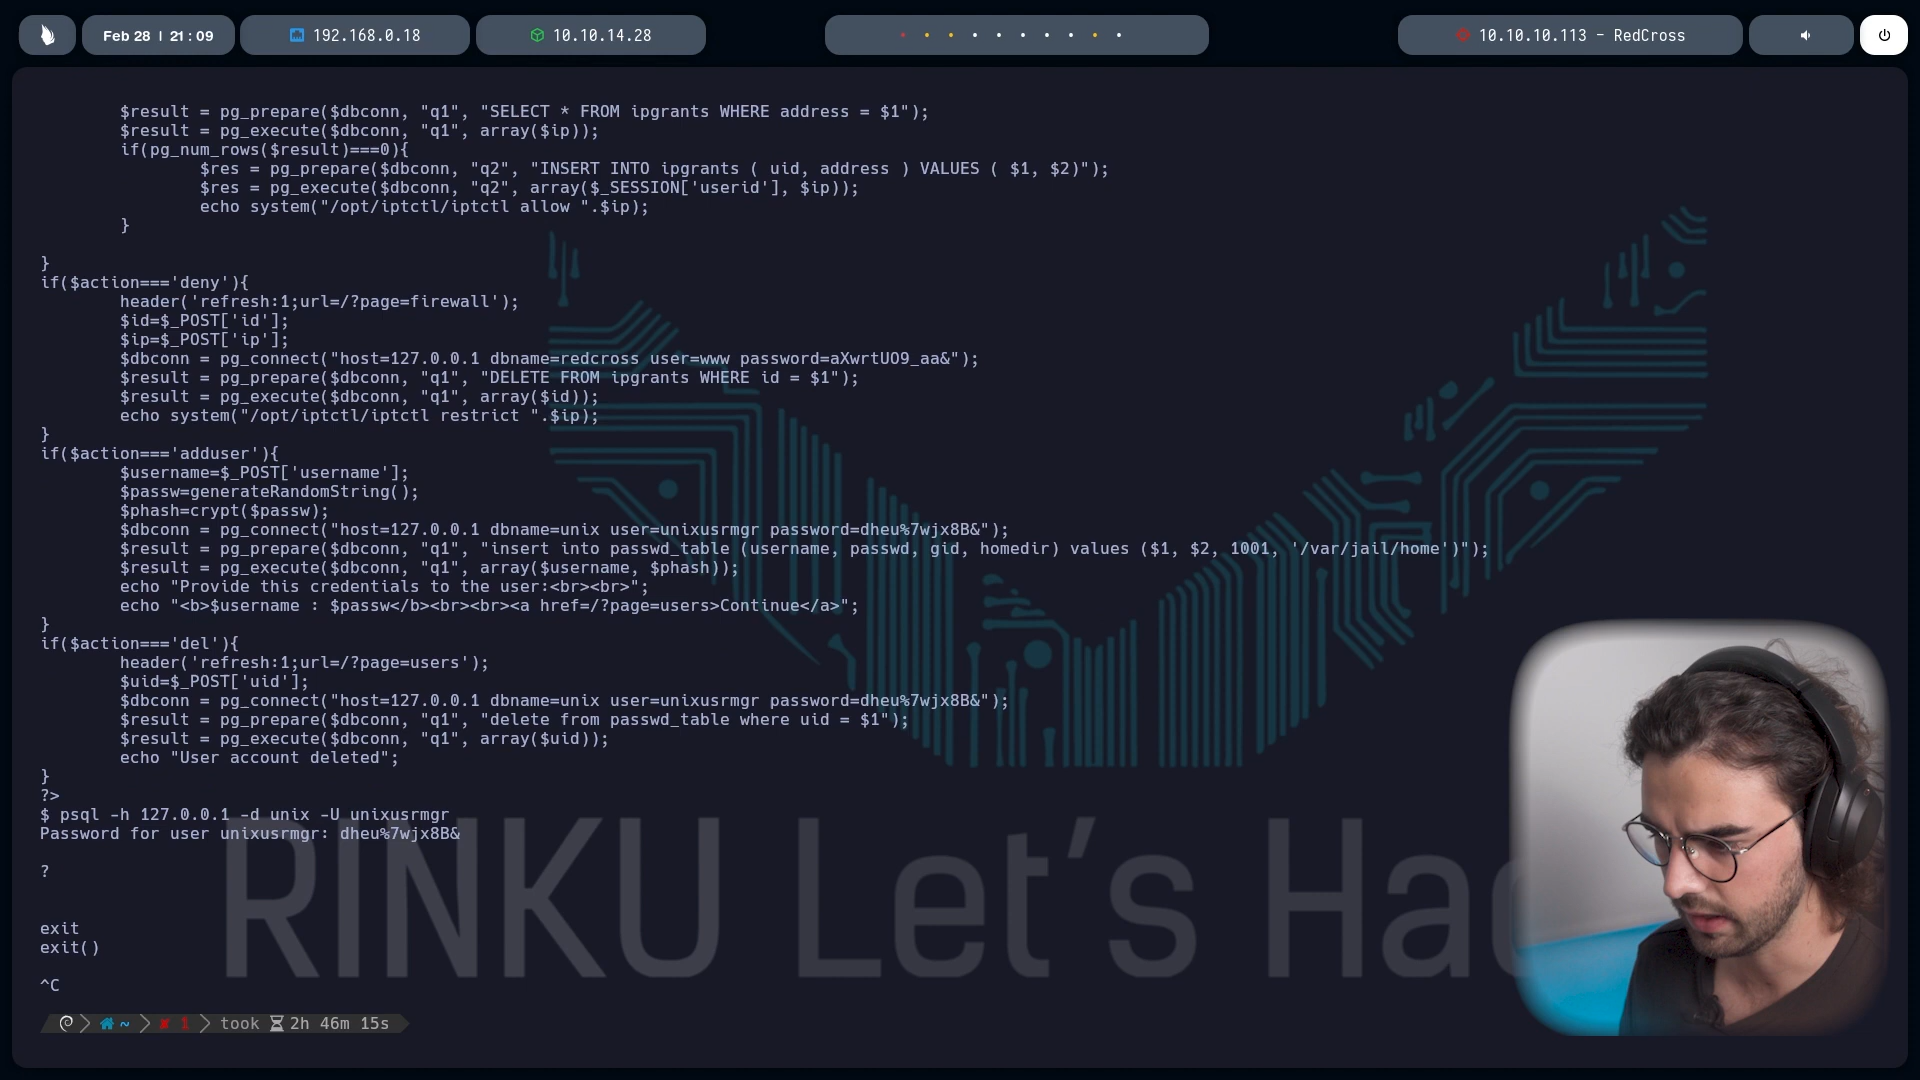 Feb 28 | 21:09
192.168.0.18
10.10.14.28
10.10.10.113 - RedCross
$result = pg_prepare($dbconn, "q1", "SELECT * FROM ipgrants WHERE address = $1");
$result = pg_execute($dbconn, "q1", array($ip));
if(pg_num_rows($result)===0){
$res = pg_prepare($dbconn, "q2", "INSERT INTO ipgrants ( uid, address ) VALUES ( $1, $2)");
$res = pg_execute($dbconn, "q2", array($_SESSION['userid'], $ip));
echo system("/opt/iptctl/iptctl allow ".$ip);
}
}
if($action==='deny'){
header('refresh:1;url=/?page=firewall');
$id=$_POST['id'];
$ip=$_POST['ip'];
$dbconn = pg_connect("host=127.0.0.1 dbname=redcross user=www password=aXwrtUO9_aa&");
$result = pg_prepare($dbconn, "q1", "DELETE FROM ipgrants WHERE id = $1");
$result = pg_execute($dbconn, "q1", array($id));
echo system("/opt/iptctl/iptctl restrict ".$ip);
}
if($action==='adduser'){
$username=$_POST['username'];
$passw=generateRandomString();
$phash=crypt($passw);
$dbconn = pg_connect("host=127.0.0.1 dbname=unix user=unixusrmgr password=dheu%7wjx8B&");
$result = pg_prepare($dbconn, "q1", "insert into passwd_table (username, passwd, gid, homedir) values ($1, $2, 1001, '/var/jail/home')");
$result = pg_execute($dbconn, "q1", array($username, $phash));
echo "Provide this credentials to the user:<br><br>";
echo "<b>$username : $passw</b><br><br><a href=/?page=users>Continue</a>";
}
if($action==='del'){
header('refresh:1;url=/?page=users');
$uid=$_POST['uid'];
$dbconn = pg_connect("host=127.0.0.1 dbname=unix user=unixusrmgr password=dheu%7wjx8B&");
$result = pg_prepare($dbconn, "q1", "delete from passwd_table where uid = $1");
$result = pg_execute($dbconn, "q1", array($uid));
echo "User account deleted";
}
?>
$ psql -h 127.0.0.1 -d unix -U unixusrmgr
Password for user unixusrmgr: dheu%7wjx8B&
?
RINKU Let's Hac
exit
exit()
^C
~ 1 took 2h 46m 15s